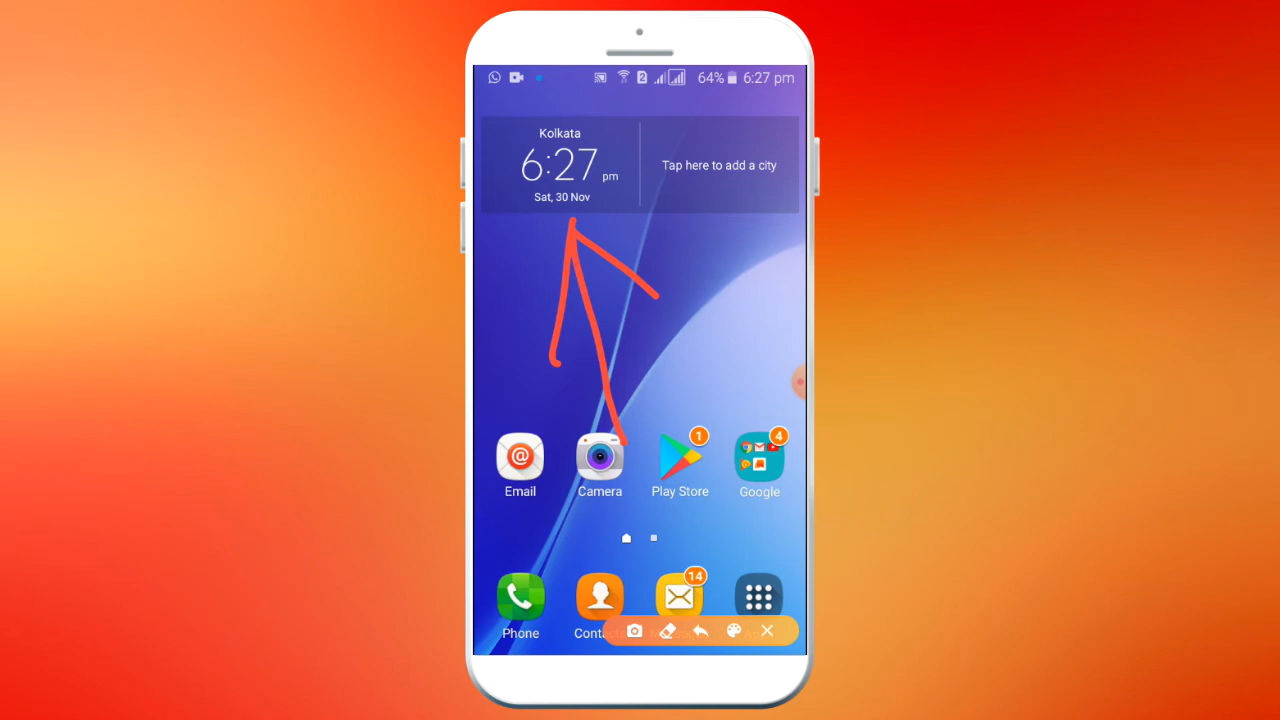 64% 6:27 pm
Kolkata
6:27 pm
Sat, 30 Nov
Tap here to add a city
1
4
@
Email
Camera
Play Store
Google
14
Phone
Conta